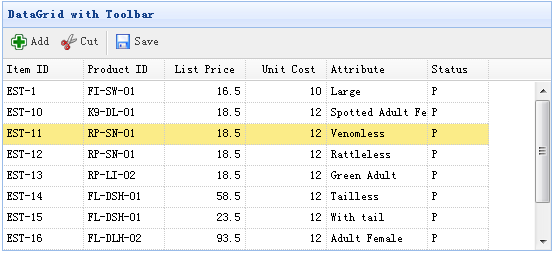 DataGrid with Toolbar
Add Cut Save
Item ID Product ID List Price Unit Cost Attribute Status
EST-1 FI-SW-01 16.5 10 Large P
EST-10 K9-DL-01 18.5 12 Spotted Adult Fe P
EST-11 RP-SN-01 18.5 12 Venomless P
EST-12 RP-SN-01 18.5 12 Rattleless P
EST-13 RP-LI-02 18.5 12 Green Adult P
EST-14 FL-DSH-01 58.5 12 Tailless P
EST-15 FL-DSH-01 23.5 12 With tail P
EST-16 FL-DLH-02 93.5 12 Adult Female P